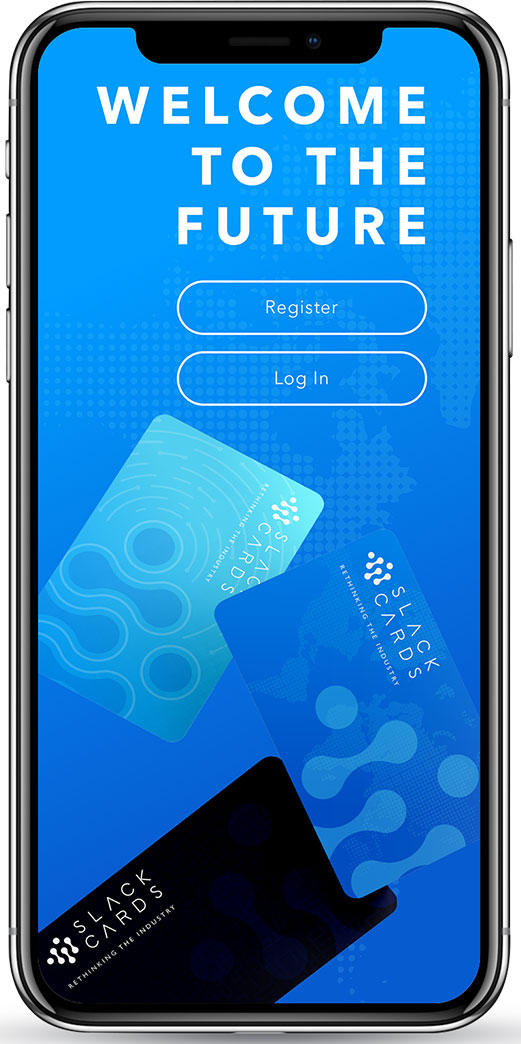 WELCOME
TO THE
FUTURE
Register
Log In
SLACK
CARDS
RETHINKING THE INDUSTRY
SLACK
CARDS
RETHINKING THE INDUSTRY
SLACK
CARDS
RETHINKING THE INDUSTRY